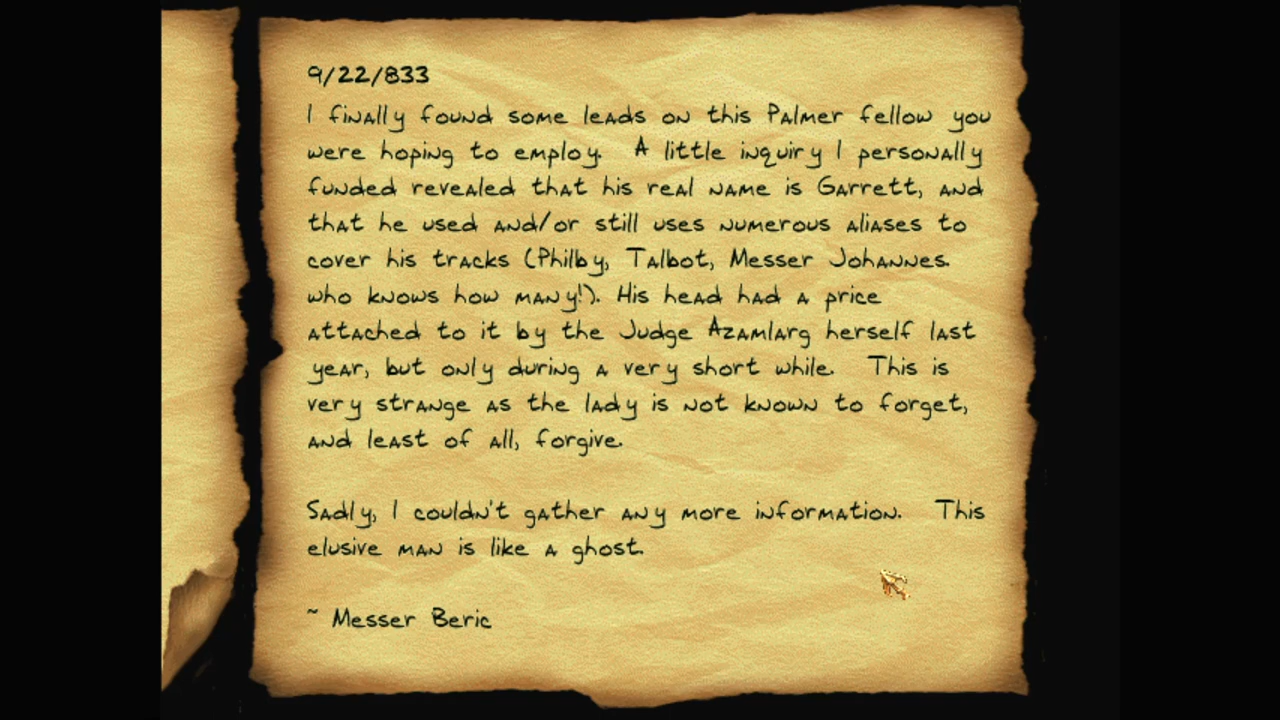 9/22/833
I finally found some leads on this Palmer fellow you
were hoping to employ. A little inquiry I personally
funded revealed that his real name is Garrett, and
that he used and/or still uses numerous aliases to
cover his tracks (Philby, Talbot, Messer Johannes.
who knows how many!). His head had a price
attached to it by the Judge Azamlarg herself last
year, but only during a very short while. This is
very strange as the lady is not known to forget,
and least of all, forgive.
Sadly, I couldn't gather any more information. This
elusive man is like a ghost.
~ Messer Beric